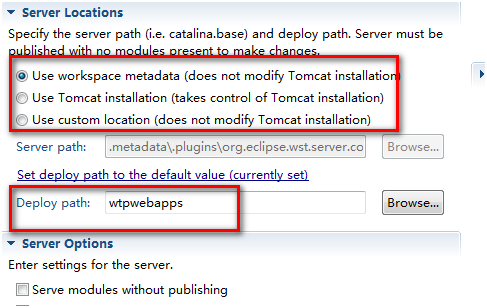 Server Locations
Specify the server path (i.e. catalina.base) and deploy path. Server must be
published with no modules present to make changes.
Use workspace metadata (does not modify Tomcat installation)
Use Tomcat installation (takes control of Tomcat installation)
Use custom location (does not modify Tomcat installation)
Server path: .metadata\.plugins\org.eclipse.wst.server.co Browse...
Set deploy path to the default value (currently set)
Deploy path: wtpwebapps Browse...
Server Options
Enter settings for the server.
Serve modules without publishing